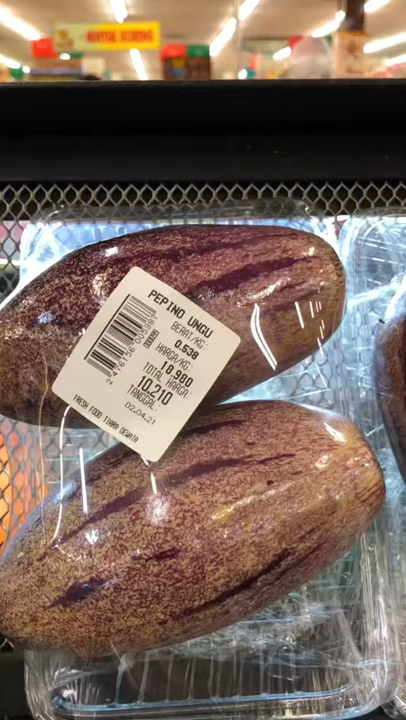 PEPINO UNGU
BERAT/KG:
0.538
HARGA/KG:
18.980
TOTAL HARGA:
10.210
TANGGAL:
02.04.21
FRESH FOOD TIARA DEWATA